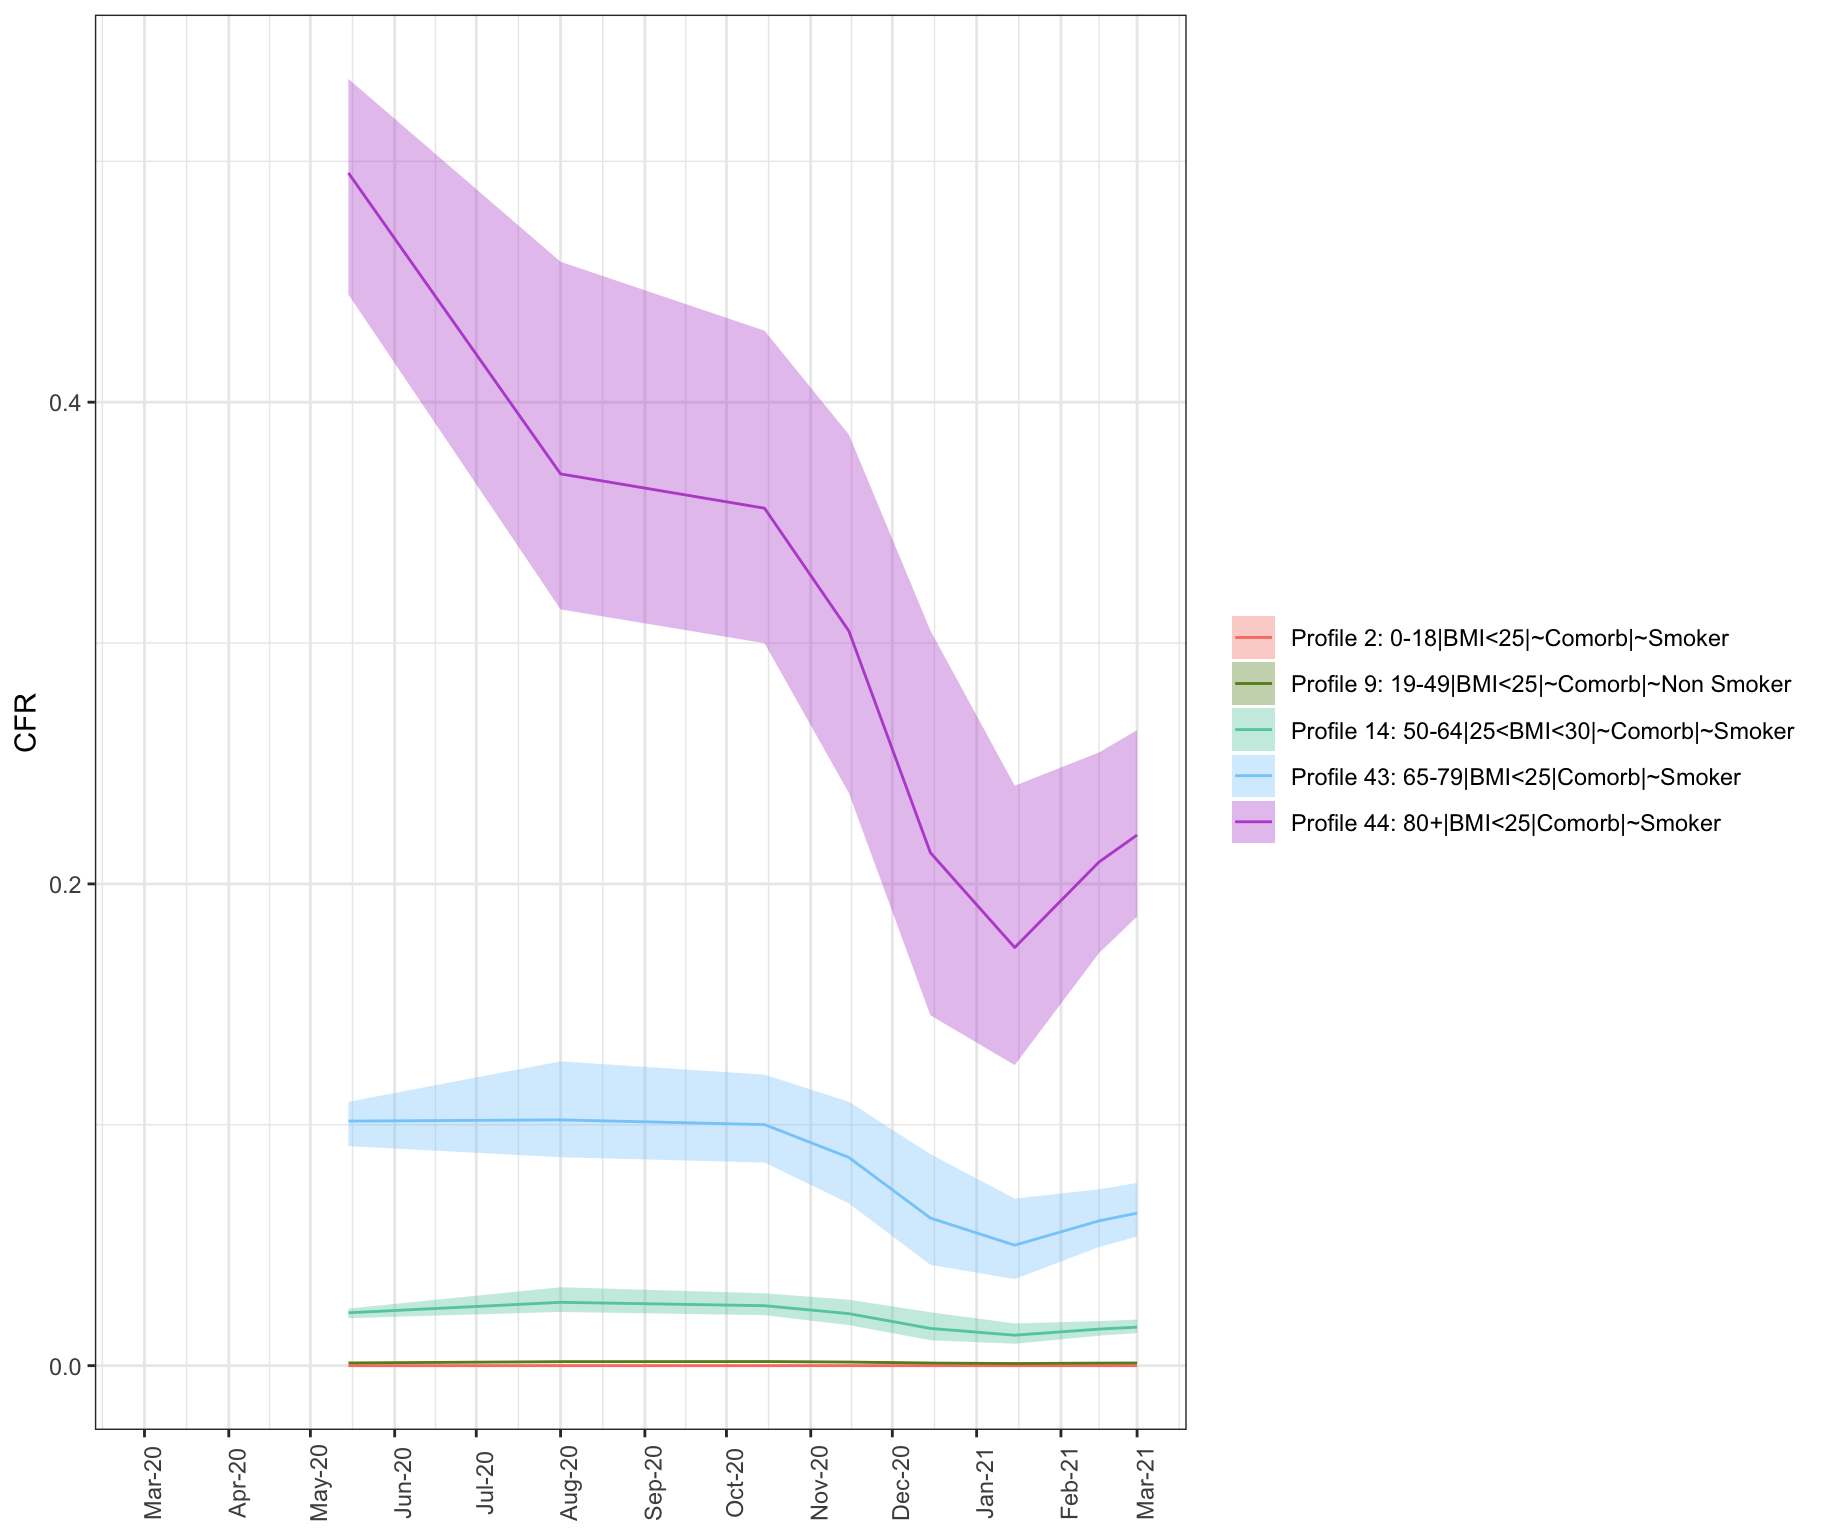 CFR
0.4
0.2
0.0
Mar-20
Apr-20
May-20
Jun-20
Jul-20
Aug-20
Sep-20
Oct-20
Nov-20
Dec-20
Jan-21
Feb-21
Mar-21
Profile 2: 0-18|BMI<25|~Comorb|~Smoker
Profile 9: 19-49|BMI<25|~Comorb|~Non Smoker
Profile 14: 50-64|25<BMI<30|~Comorb|~Smoker
Profile 43: 65-79|BMI<25|Comorb|~Smoker
Profile 44: 80+|BMI<25|Comorb|~Smoker